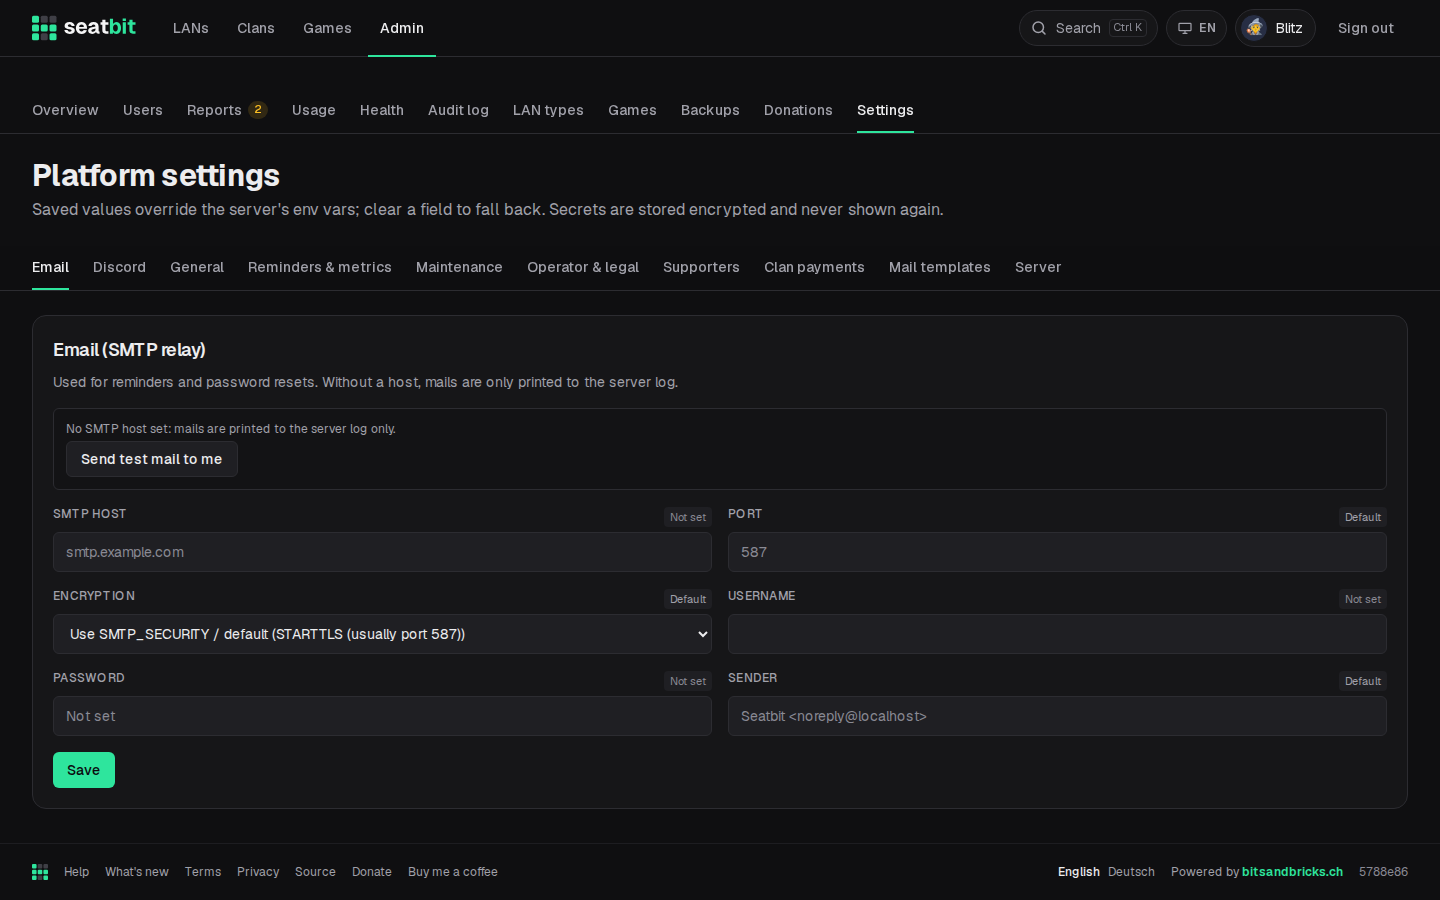 seatbit LANs Clans Games Admin Search Ctrl K EN Blitz Sign out
Overview Users Reports 2 Usage Health Audit log LAN types Games Backups Donations Settings
Platform settings
Saved values override the server's env vars; clear a field to fall back. Secrets are stored encrypted and never shown again.
Email Discord General Reminders & metrics Maintenance Operator & legal Supporters Clan payments Mail templates Server
Email (SMTP relay)
Used for reminders and password resets. Without a host, mails are only printed to the server log.
No SMTP host set: mails are printed to the server log only.
Send test mail to me
SMTP HOST Not set PORT Default
smtp.example.com 587
ENCRYPTION Default USERNAME Not set
Use SMTP_SECURITY / default (STARTTLS (usually port 587))
PASSWORD Not set SENDER Default
Not set Seatbit <noreply@localhost>
Save
Help What's new Terms Privacy Source Donate Buy me a coffee English Deutsch Powered by bitsandbricks.ch 5788e86